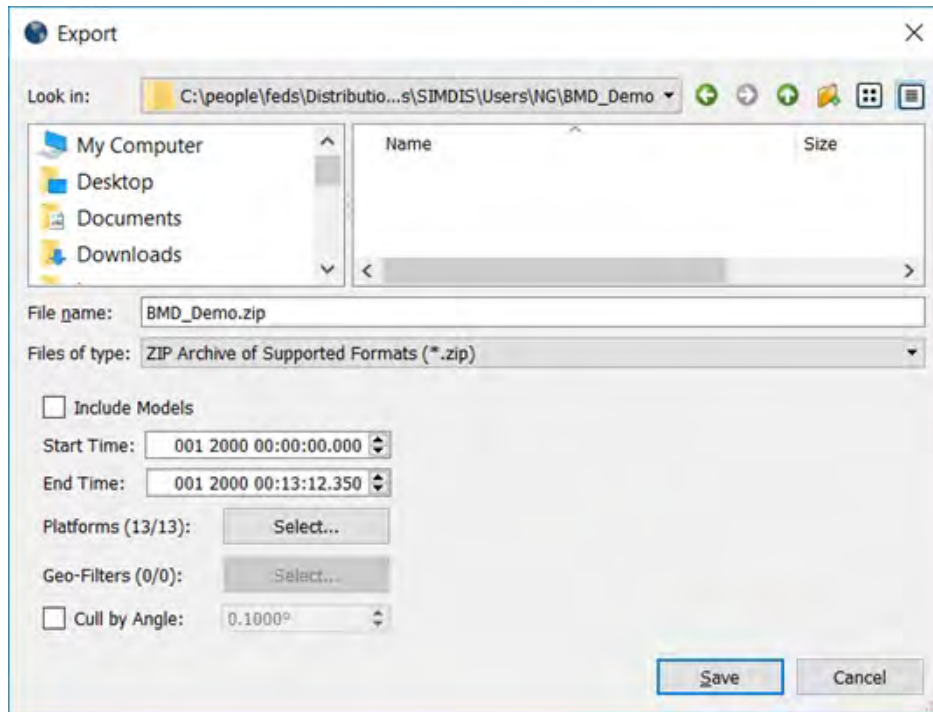 Export
Look in: C:\people\feds\Distributio...s\SIMDIS\Users\NG\BMD_Demo
My Computer
Desktop
Documents
Downloads
Name Size
File name: BMD_Demo.zip
Files of type: ZIP Archive of Supported Formats (*.zip)
Include Models
Start Time: 001 2000 00:00:00.000
End Time: 001 2000 00:13:12.350
Platforms (13/13): Select...
Geo-Filters (0/0): Select...
Cull by Angle: 0.1000°
Save Cancel